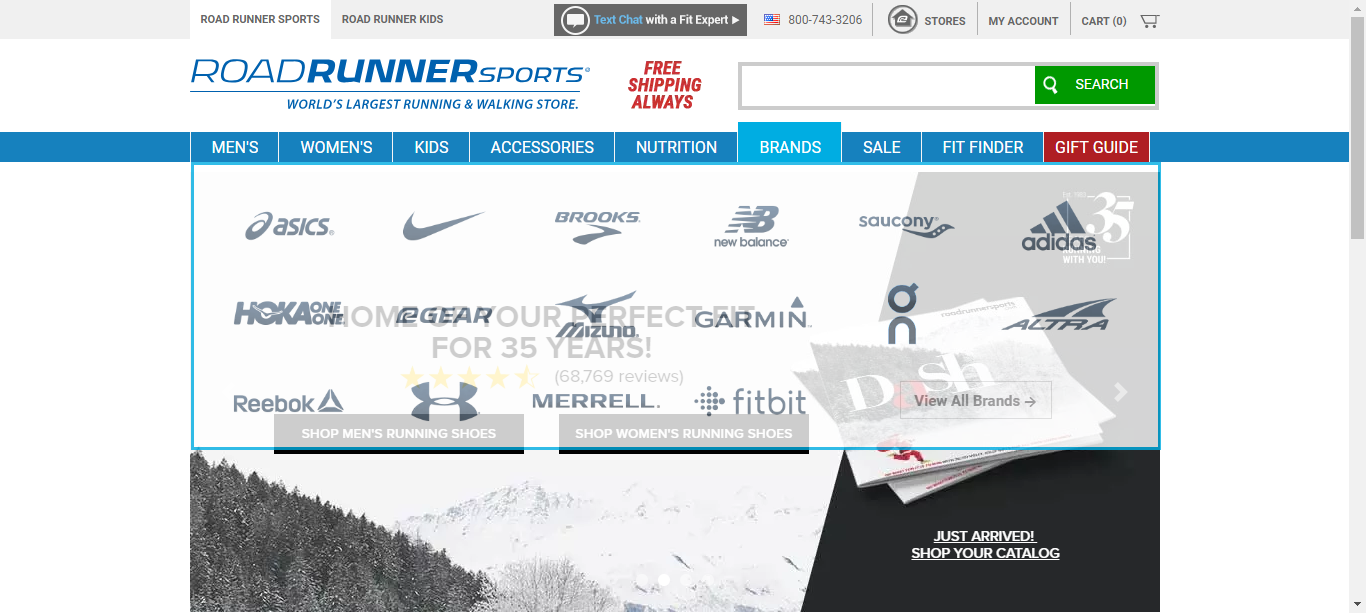 ROAD RUNNER SPORTS
ROAD RUNNER KIDS
Text Chat with a Fit Expert
800-743-3206
STORES
MY ACCOUNT
CART (0)
ROADRUNNERSPORTS
WORLD'S LARGEST RUNNING & WALKING STORE.
FREE
SHIPPING
ALWAYS
SEARCH
MEN'S
WOMEN'S
KIDS
ACCESSORIES
NUTRITION
BRANDS
SALE
FIT FINDER
GIFT GUIDE
asics
BROOKS
new balance
saucony
adidas
35
RUNNING
WITH YOU!
HOKA ONE ONE
GEAR
MIZUNO
GARMIN
ALTRA
HOME OF YOUR PERFECT FIT
FOR 35 YEARS!
(68,769 reviews)
roadrunnersports
Dash
Reebok
MERRELL
fitbit
View All Brands →
SHOP MEN'S RUNNING SHOES
SHOP WOMEN'S RUNNING SHOES
JUST ARRIVED!
SHOP YOUR CATALOG